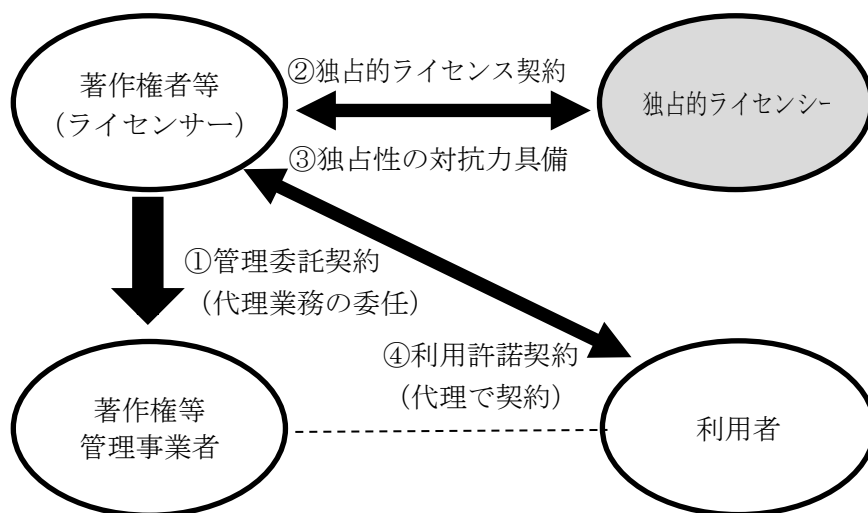 著作権者等
（ライセンサー）
②独占的ライセンス契約
③独占性の対抗力具備
独占的ライセンシー
①管理委託契約
（代理業務の委任）
④利用許諾契約
（代理で契約）
著作権等
管理事業者
利用者